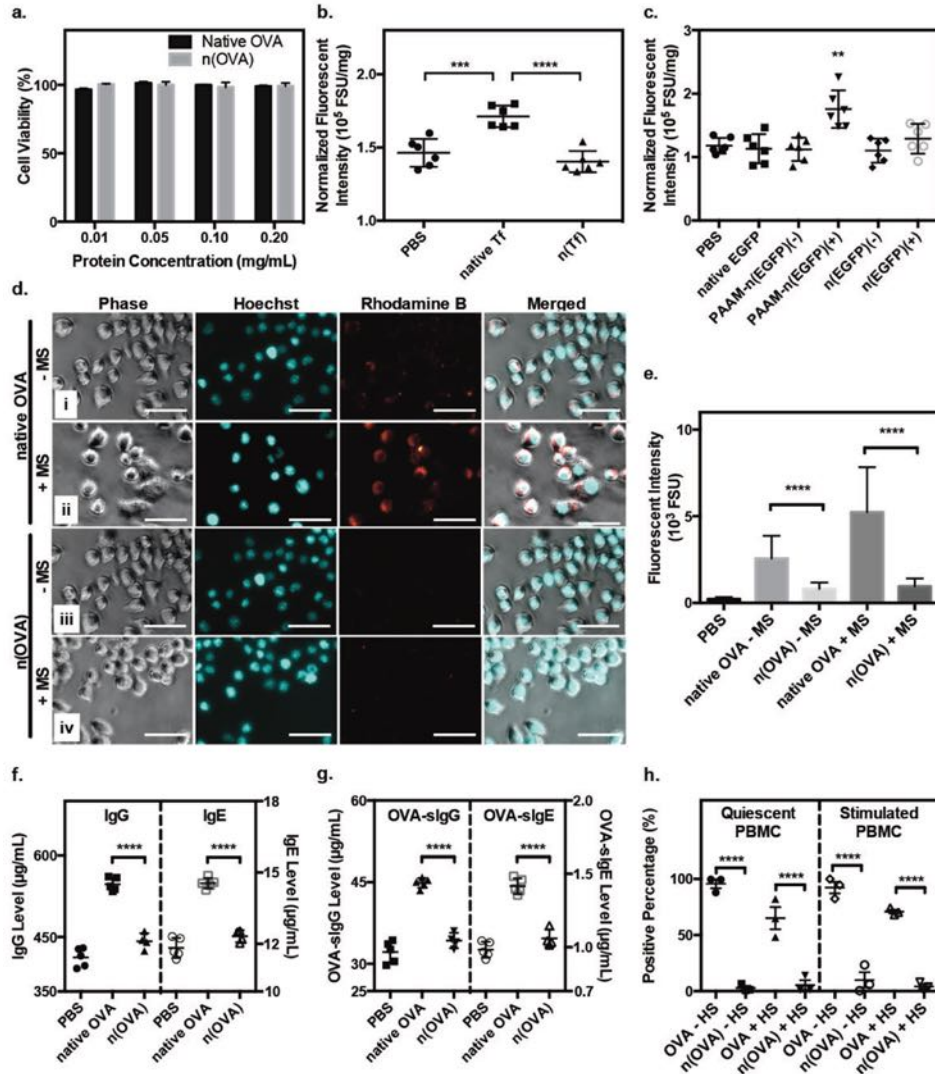 a.
Cell Viability (%)
150
100
50
0
Native OVA
n(OVA)
0.01
0.05
0.10
0.20
Protein Concentration (mg/mL)
b.
Normalized Fluorescent
Intensity (10⁵ FSU/mg)
2.2
1.8
1.4
1.0
***
****
PBS
native Tf
n(Tf)
c.
Normalized Fluorescent
Intensity (10⁵ FSU/mg)
3
2
1
0
**
PBS
native EGFP
PAAM-n(EGFP)(-)
PAAM-n(EGFP)(+)
n(EGFP)(-)
n(EGFP)(+)
d.
Phase
Hoechst
Rhodamine B
Merged
native OVA
- MS
i
+ MS
ii
n(OVA)
- MS
iii
+ MS
iv
e.
Fluorescent Intensity
(10³ FSU)
10
5
0
****
****
PBS
native OVA - MS
n(OVA) - MS
native OVA + MS
n(OVA) + MS
f.
IgG Level (µg/mL)
600
450
350
IgG
****
IgE
****
18
14
12
10
IgE Level (µg/mL)
PBS
native OVA
n(OVA)
PBS
native OVA
n(OVA)
g.
OVA-sIgG Level (µg/mL)
60
45
30
25
OVA-sIgG
****
OVA-sIgE
****
2.0
1.5
1.0
0.7
OVA-sIgE Level (µg/mL)
PBS
native OVA
n(OVA)
PBS
native OVA
n(OVA)
h.
Positive Percentage (%)
150
100
50
0
Quiescent
PBMC
****
****
Stimulated
PBMC
****
****
OVA - HS
n(OVA) - HS
OVA + HS
n(OVA) + HS
OVA - HS
n(OVA) - HS
OVA + HS
n(OVA) + HS